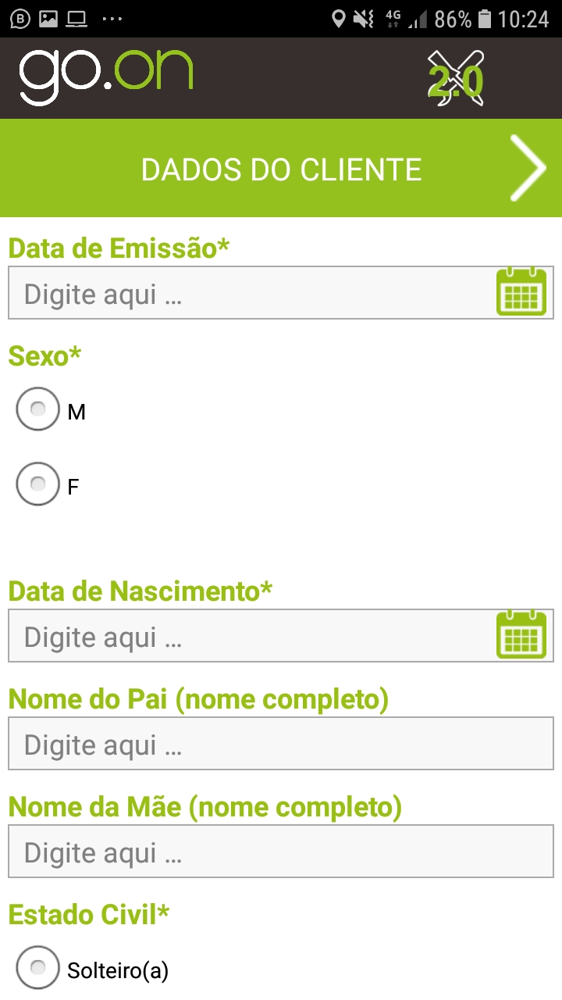 B ... 4G 86% 10:24
go.on 2.0
DADOS DO CLIENTE
Data de Emissão*
Digite aqui ...
Sexo*
M
F
Data de Nascimento*
Digite aqui ...
Nome do Pai (nome completo)
Digite aqui ...
Nome da Mãe (nome completo)
Digite aqui ...
Estado Civil*
Solteiro(a)